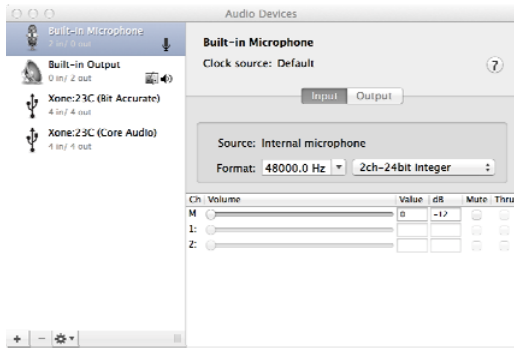 Audio Devices
Built-in Microphone
2 in/ 0 out
Built-in Output
0 in/ 2 out
Xone:23C (Bit Accurate)
4 in/ 4 out
Xone:23C (Core Audio)
4 in/ 4 out
Built-in Microphone
Clock source: Default
?
Input Output
Source: Internal microphone
Format: 48000.0 Hz 2ch-24bit Integer
Ch Volume Value dB Mute Thru
M 0 -12
1:
2: